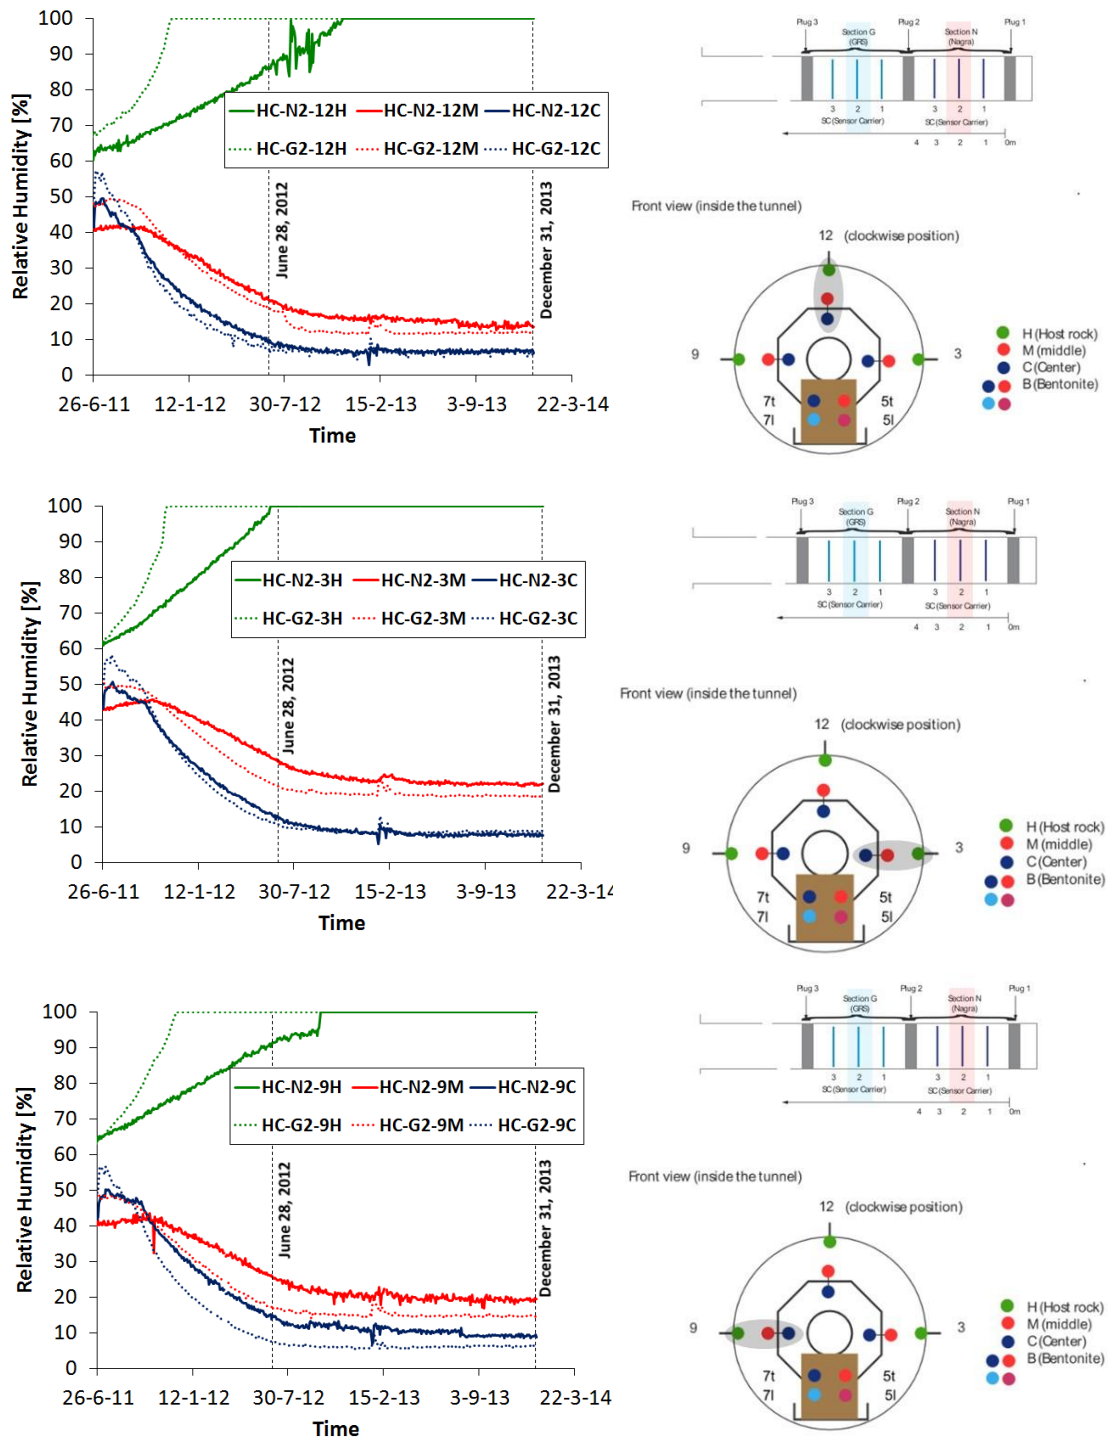 Relative Humidity [%]
100
90
80
70
60
50
40
30
20
10
0
HC-N2-12H HC-N2-12M HC-N2-12C
HC-G2-12H HC-G2-12M HC-G2-12C
June 28, 2012
December 31, 2013
26-6-11 12-1-12 30-7-12 15-2-13 3-9-13 22-3-14
Time
Plug 3 Section G (GRS) Plug 2 Section N (Nagra) Plug 1
3 2 1 3 2 1
SC (Sensor Carrier) SC (Sensor Carrier)
4 3 2 1 0m
Front view (inside the tunnel)
12 (clockwise position)
9 3
H (Host rock)
M (middle)
C (Center)
B (Bentonite)
7t 5t
7l 5l
Relative Humidity [%]
100
90
80
70
60
50
40
30
20
10
0
HC-N2-3H HC-N2-3M HC-N2-3C
HC-G2-3H HC-G2-3M HC-G2-3C
June 28, 2012
December 31, 2013
26-6-11 12-1-12 30-7-12 15-2-13 3-9-13 22-3-14
Time
Plug 3 Section G (GRS) Plug 2 Section N (Nagra) Plug 1
3 2 1 3 2 1
SC (Sensor Carrier) SC (Sensor Carrier)
4 3 2 1 0m
Front view (inside the tunnel)
12 (clockwise position)
9 3
H (Host rock)
M (middle)
C (Center)
B (Bentonite)
7t 5t
7l 5l
Relative Humidity [%]
100
90
80
70
60
50
40
30
20
10
0
HC-N2-9H HC-N2-9M HC-N2-9C
HC-G2-9H HC-G2-9M HC-G2-9C
June 28, 2012
December 31, 2013
26-6-11 12-1-12 30-7-12 15-2-13 3-9-13 22-3-14
Time
Plug 3 Section G (GRS) Plug 2 Section N (Nagra) Plug 1
3 2 1 3 2 1
SC (Sensor Carrier) SC (Sensor Carrier)
4 3 2 1 0m
Front view (inside the tunnel)
12 (clockwise position)
9 3
H (Host rock)
M (middle)
C (Center)
B (Bentonite)
7t 5t
7l 5l